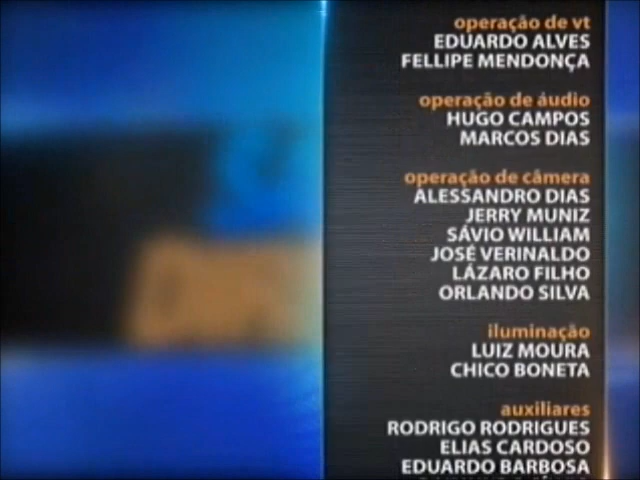 operação de vt
EDUARDO ALVES
FELLIPE MENDONÇA
operação de áudio
HUGO CAMPOS
MARCOS DIAS
operação de câmera
ALESSANDRO DIAS
JERRY MUNIZ
SÁVIO WILLIAM
JOSÉ VERINALDO
LÁZARO FILHO
ORLANDO SILVA
iluminação
LUIZ MOURA
CHICO BONETA
auxiliares
RODRIGO RODRIGUES
ELIAS CARDOSO
EDUARDO BARBOSA